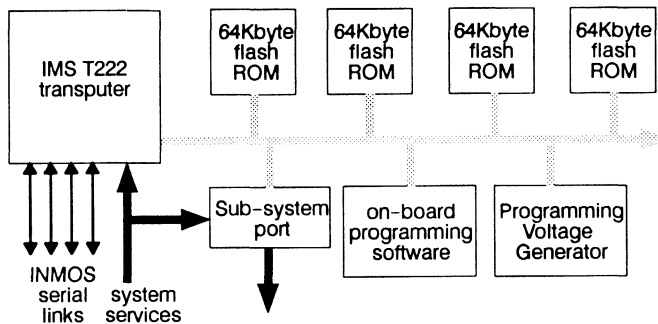 IMS T222
transputer
64Kbyte
flash
ROM
64Kbyte
flash
ROM
64Kbyte
flash
ROM
64Kbyte
flash
ROM
Sub-system
port
on-board
programming
software
Programming
Voltage
Generator
INMOS
serial
links
system
services